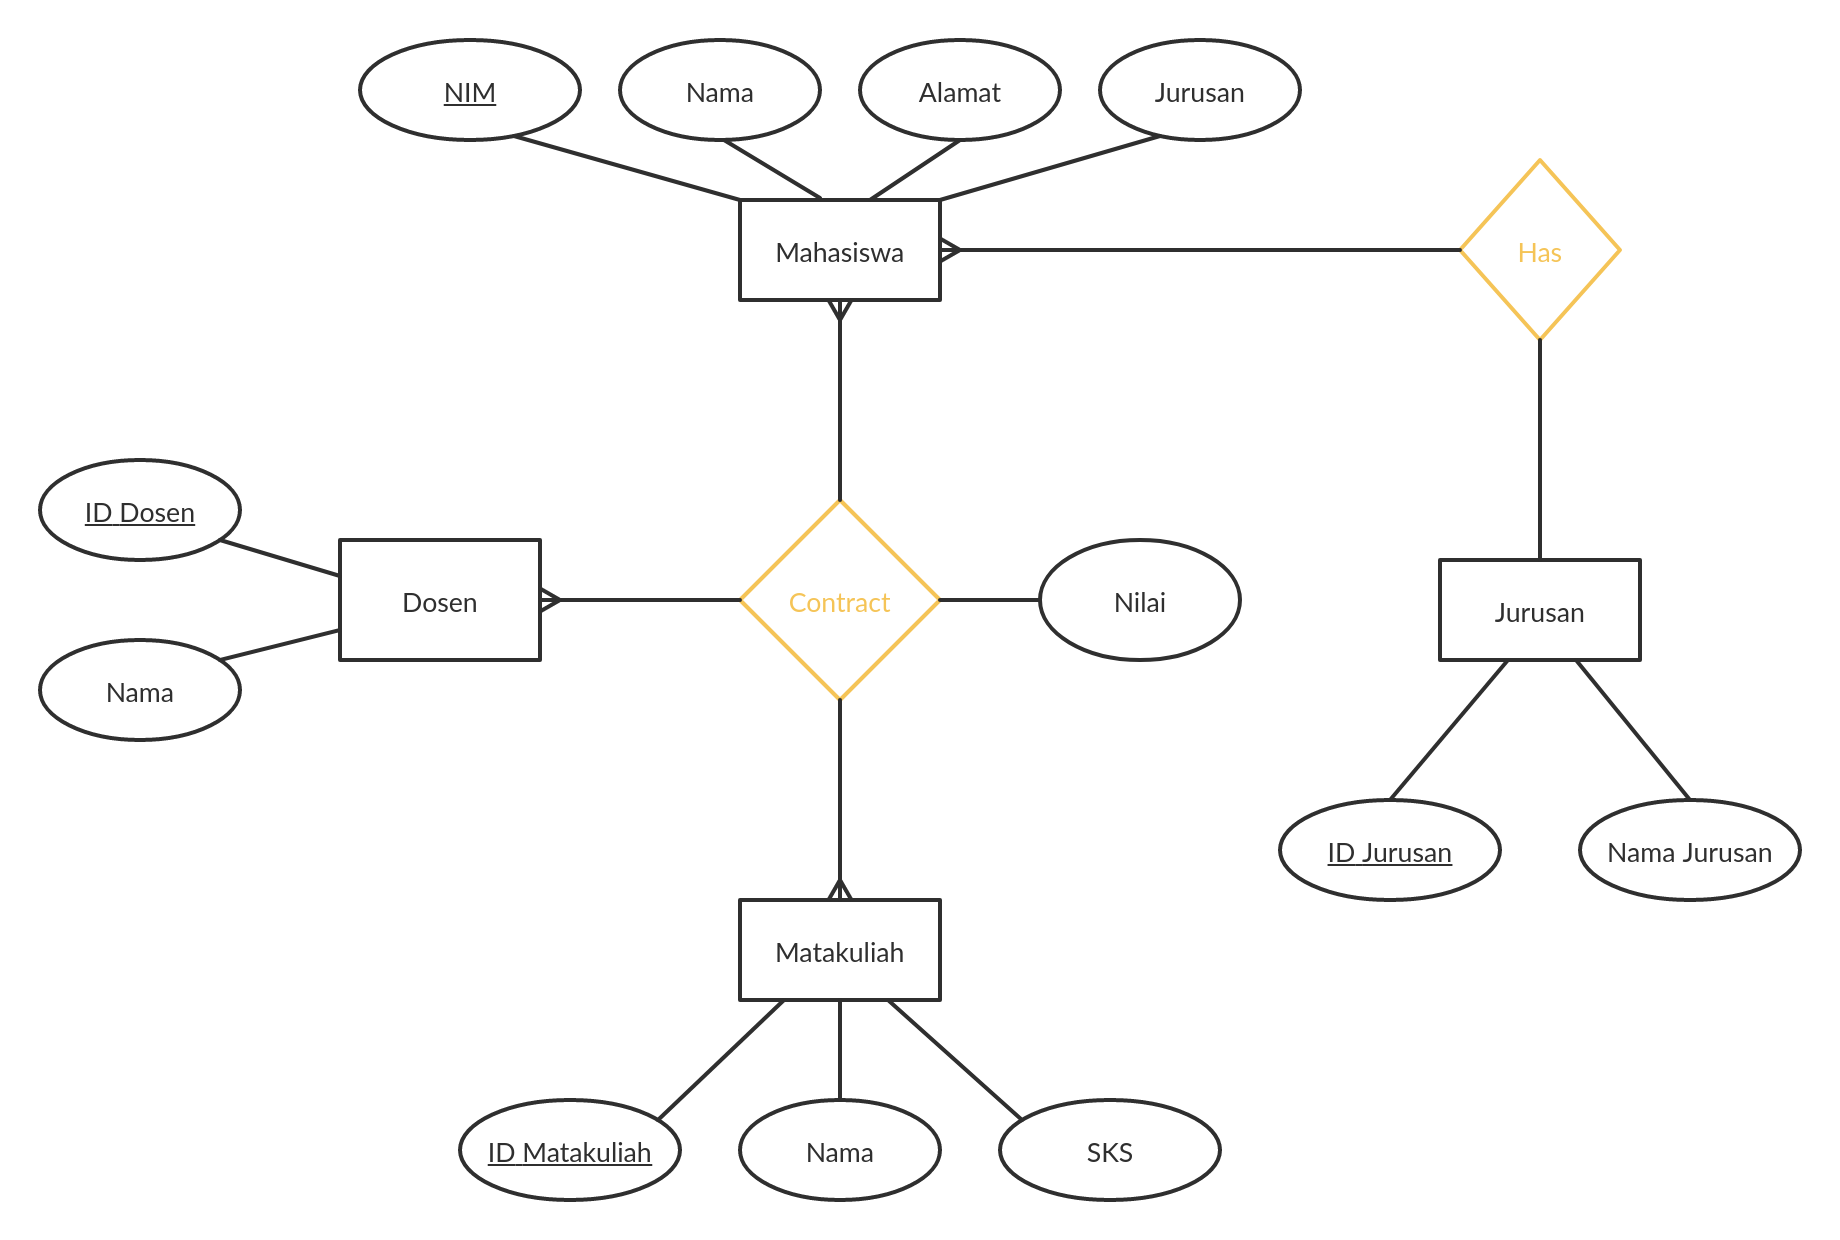 NIM
Nama
Alamat
Jurusan
Mahasiswa
Has
ID Dosen
Dosen
Contract
Nilai
Jurusan
Nama
ID Jurusan
Nama Jurusan
Matakuliah
ID Matakuliah
Nama
SKS